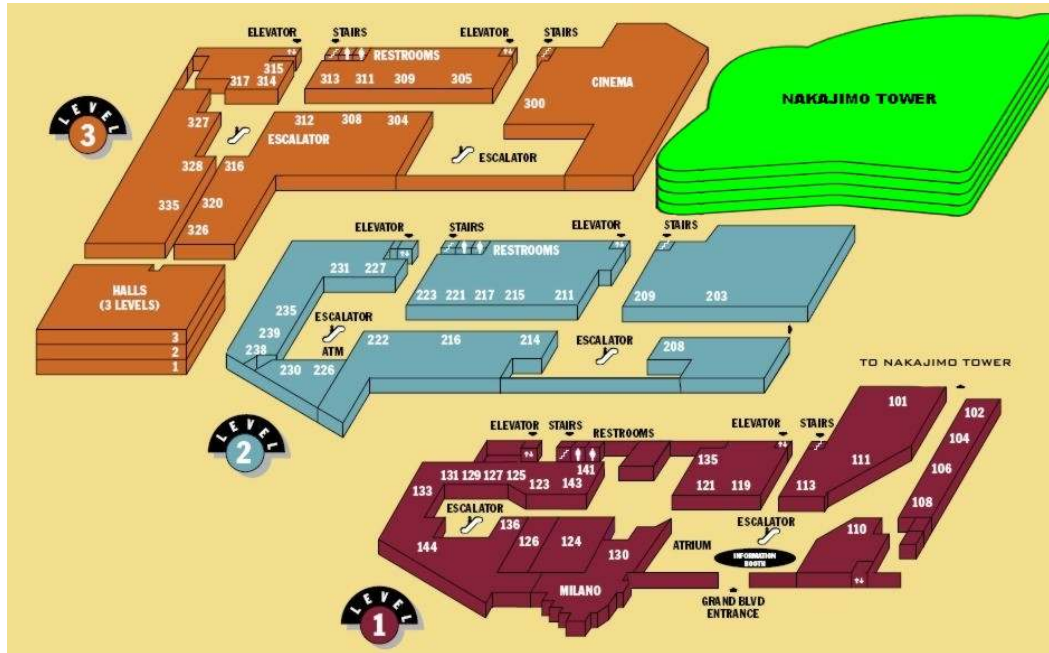 ELEVATOR
STAIRS
RESTROOMS
ELEVATOR
STAIRS
315
317 314
313 311 309 305
CINEMA
300
NAKAJIMO TOWER
LEVEL
3
327
312 308 304
ESCALATOR
ESCALATOR
328 316
335 320
326
HALLS
(3 LEVELS)
3
2
1
ELEVATOR
STAIRS
RESTROOMS
ELEVATOR
STAIRS
231 227
223 221 217 215 211
209 203
235
ESCALATOR
239
238
ATM
222 216 214
ESCALATOR
208
230 226
LEVEL
2
TO NAKAJIMO TOWER
ELEVATOR
STAIRS
RESTROOMS
ELEVATOR
STAIRS
101
102
104
106
108
131 129 127 125
123
141
143
135
121 119
111
113
133
ESCALATOR
136
126 124
130
144
ATRIUM
ESCALATOR
110
INFORMATION
BOOTH
MILANO
GRAND BLVD
ENTRANCE
LEVEL
1